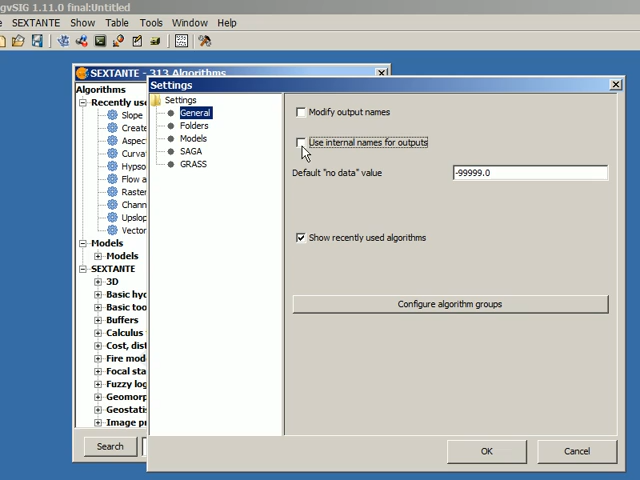 gvSIG 1.11.0 final:Untitled
SEXTANTE Show Table Tools Window Help
SEXTANTE - 313 Algorithms
Algorithms
Slope
Create
Aspec
Curva
Hypso
Flow a
Raster
Chann
Upslop
Vector
Models
Models
SEXTANTE
3D
Basic hyd
Basic too
Buffers
Calculus
Cost, dist
Fire mod
Focal sta
Fuzzy log
Geomorp
Geostatis
Image pr
Search
Settings
Settings
General
Folders
Models
SAGA
GRASS
Modify output names
Use internal names for outputs
Default "no data" value
-99999.0
Show recently used algorithms
Configure algorithm groups
OK
Cancel